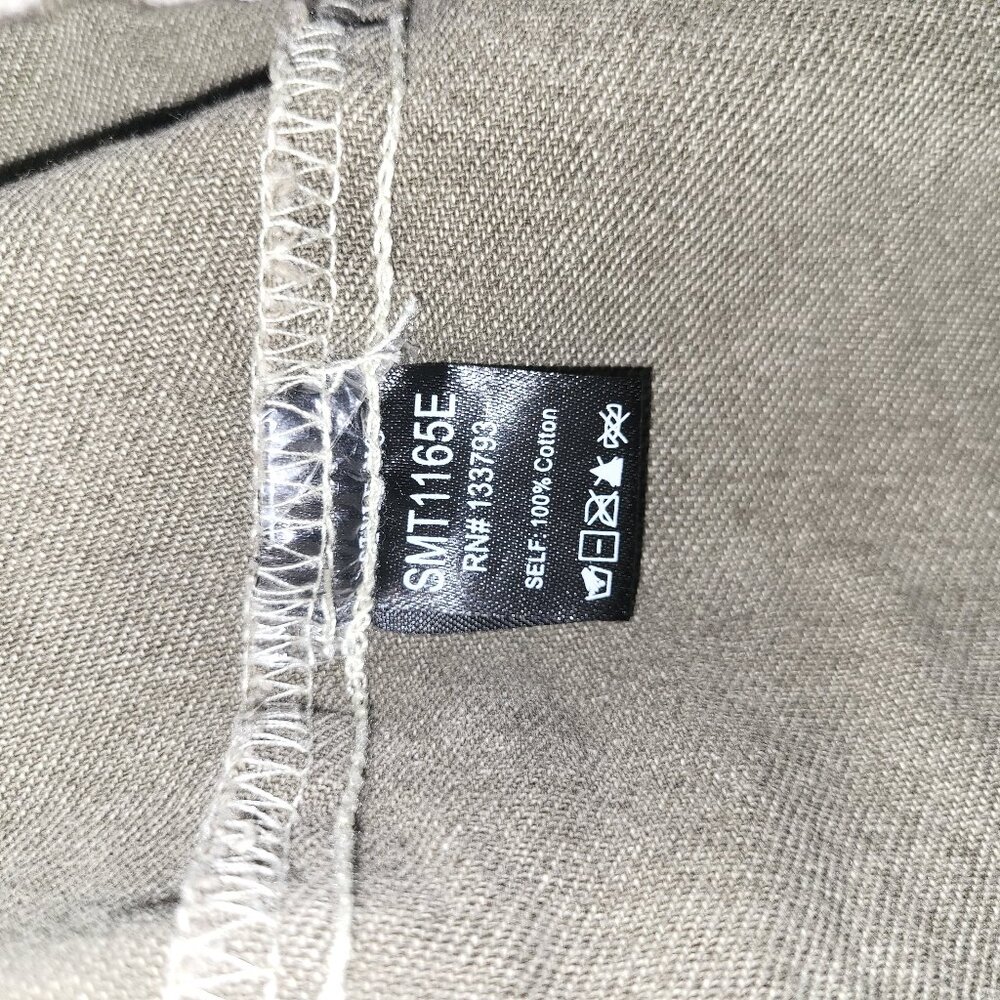 SMT1165E
RN# 133793
SELF: 100% Cotton